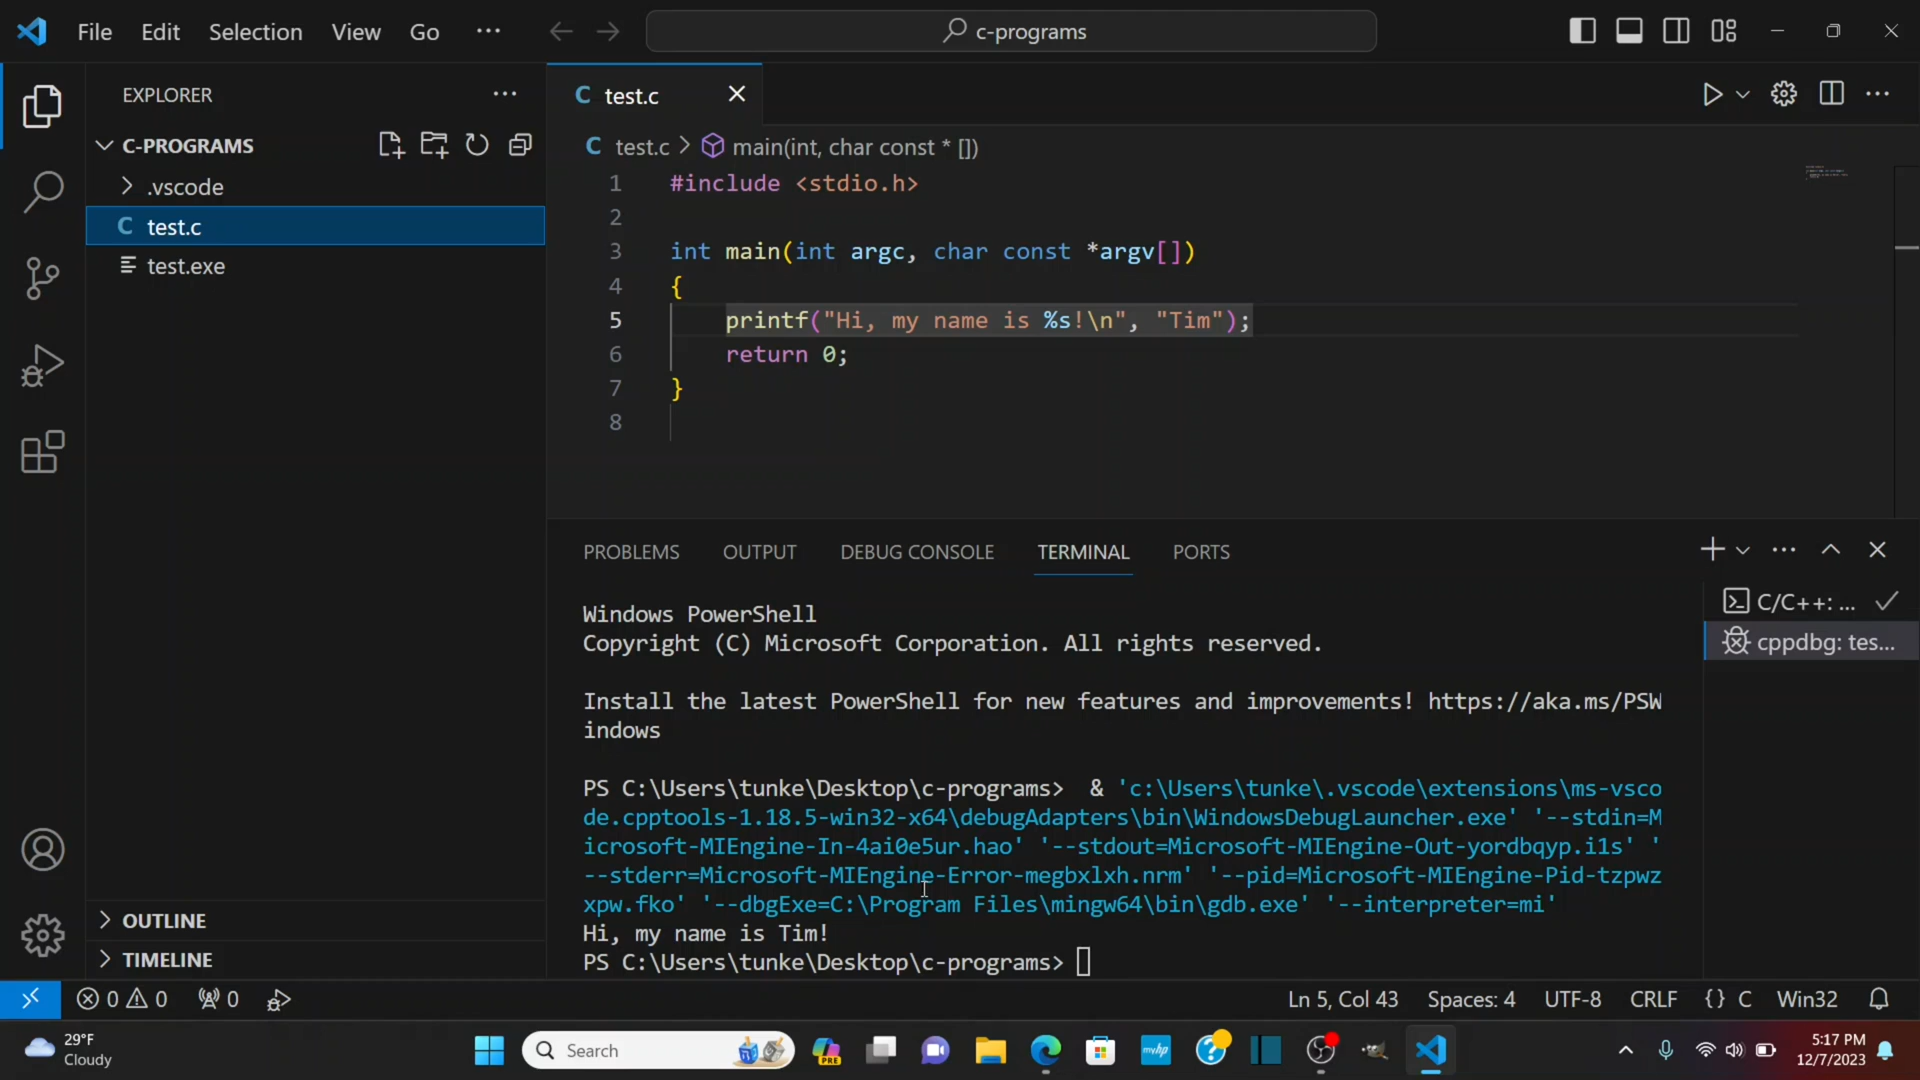 File Edit Selection View Go ··· c-programs
EXPLORER ···
C-PROGRAMS
.vscode
C test.c
test.exe
OUTLINE
TIMELINE
C test.c
C test.c > main(int, char const * [])
1 #include <stdio.h>
2
3 int main(int argc, char const *argv[])
4 {
5 printf("Hi, my name is %s!\n", "Tim");
6 return 0;
7 }
8
PROBLEMS OUTPUT DEBUG CONSOLE TERMINAL PORTS
C/C++: ...
cppdbg: tes...
Windows PowerShell
Copyright (C) Microsoft Corporation. All rights reserved.
Install the latest PowerShell for new features and improvements! https://aka.ms/PSW
indows
PS C:\Users\tunke\Desktop\c-programs>  & 'c:\Users\tunke\.vscode\extensions\ms-vsco
de.cpptools-1.18.5-win32-x64\debugAdapters\bin\WindowsDebugLauncher.exe' '--stdin=M
icrosoft-MIEngine-In-4ai0e5ur.hao' '--stdout=Microsoft-MIEngine-Out-yordbqyp.i1s' '
--stderr=Microsoft-MIEngine-Error-megbxlxh.nrm' '--pid=Microsoft-MIEngine-Pid-tzpwz
xpw.fko' '--dbgExe=C:\Program Files\mingw64\bin\gdb.exe' '--interpreter=mi'
Hi, my name is Tim!
PS C:\Users\tunke\Desktop\c-programs>
0 0 0 Ln 5, Col 43 Spaces: 4 UTF-8 CRLF {} C Win32
29°F
Cloudy
Search
PRE
myhp
5:17 PM
12/7/2023